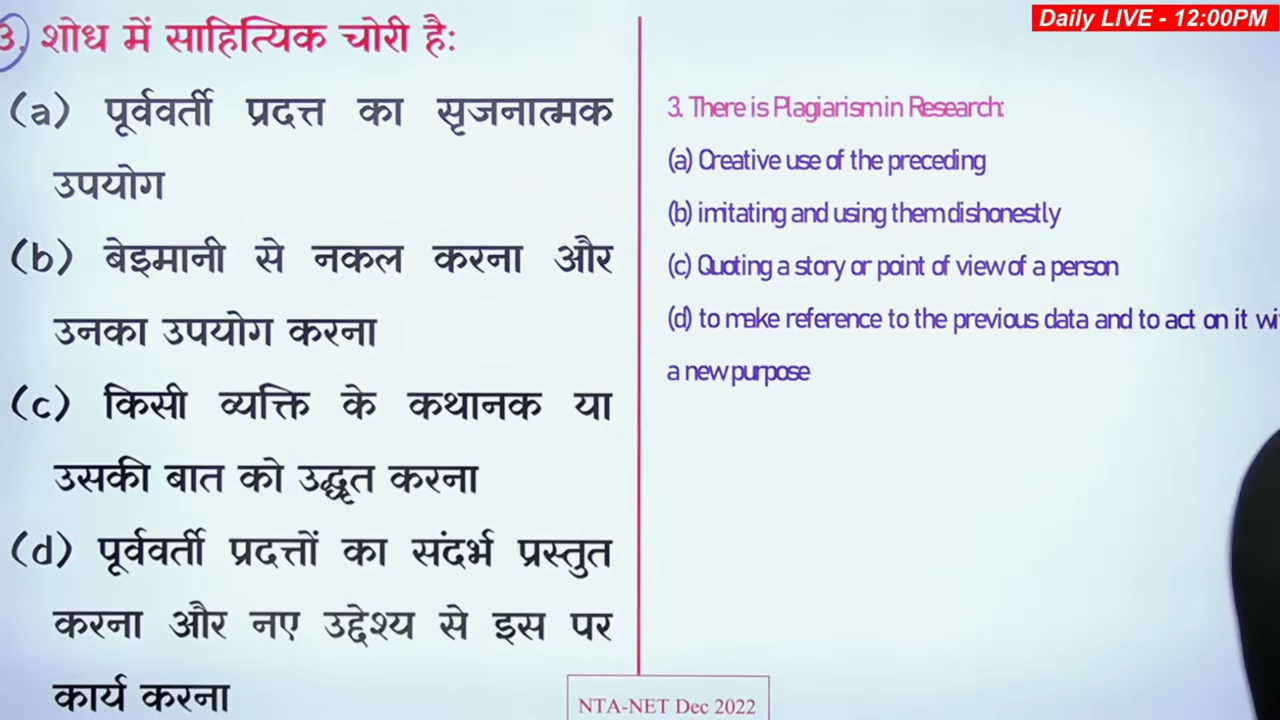 Daily LIVE - 12:00PM
3. शोध में साहित्यिक चोरी है:
(a) पूर्ववर्ती प्रदत्त का सृजनात्मक
उपयोग
(b) बेइमानी से नकल करना और
उनका उपयोग करना
(c) किसी व्यक्ति के कथानक या
उसकी बात को उद्धृत करना
(d) पूर्ववर्ती प्रदत्तों का संदर्भ प्रस्तुत
करना और नए उद्देश्य से इस पर
कार्य करना
3. There is Plagiarism in Research:
(a) Creative use of the preceding
(b) imitating and using them dishonestly
(c) Quoting a story or point of view of a person
(d) to make reference to the previous data and to act on it
a new purpose
NTA-NET Dec 2022